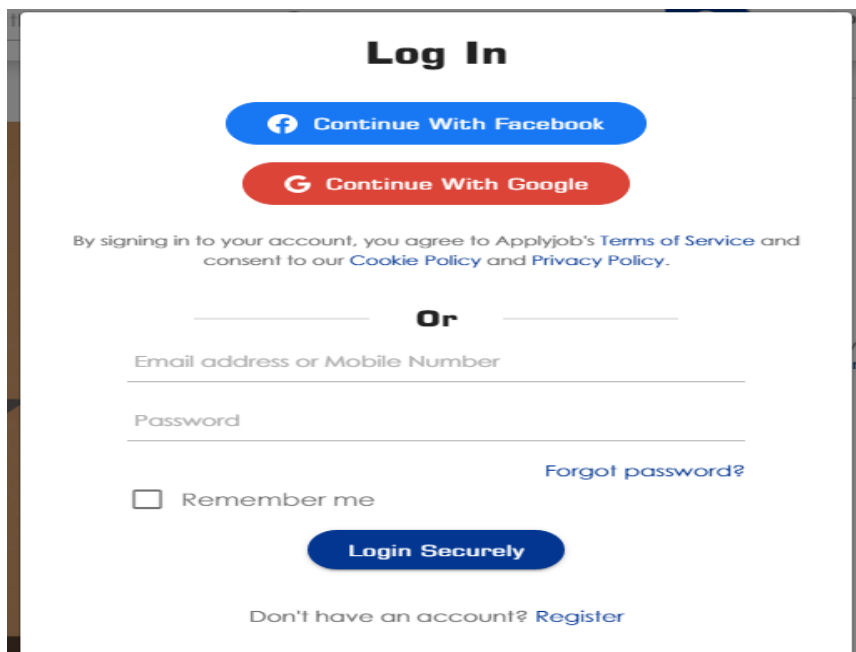 Log In
Continue With Facebook
Continue With Google
By signing in to your account, you agree to Applyjob's Terms of Service and
consent to our Cookie Policy and Privacy Policy.
Or
Email address or Mobile Number
Password
Forgot password?
Remember me
Login Securely
Don't have an account? Register